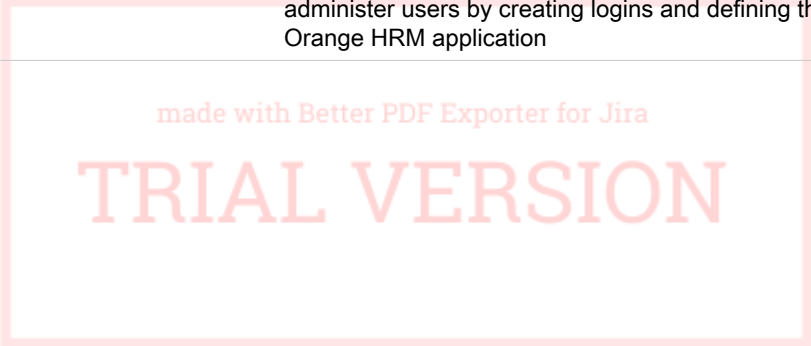 administer users by creating logins and defining
Orange HRM application
made with Better PDF Exporter for Jira
TRIAL VERSION